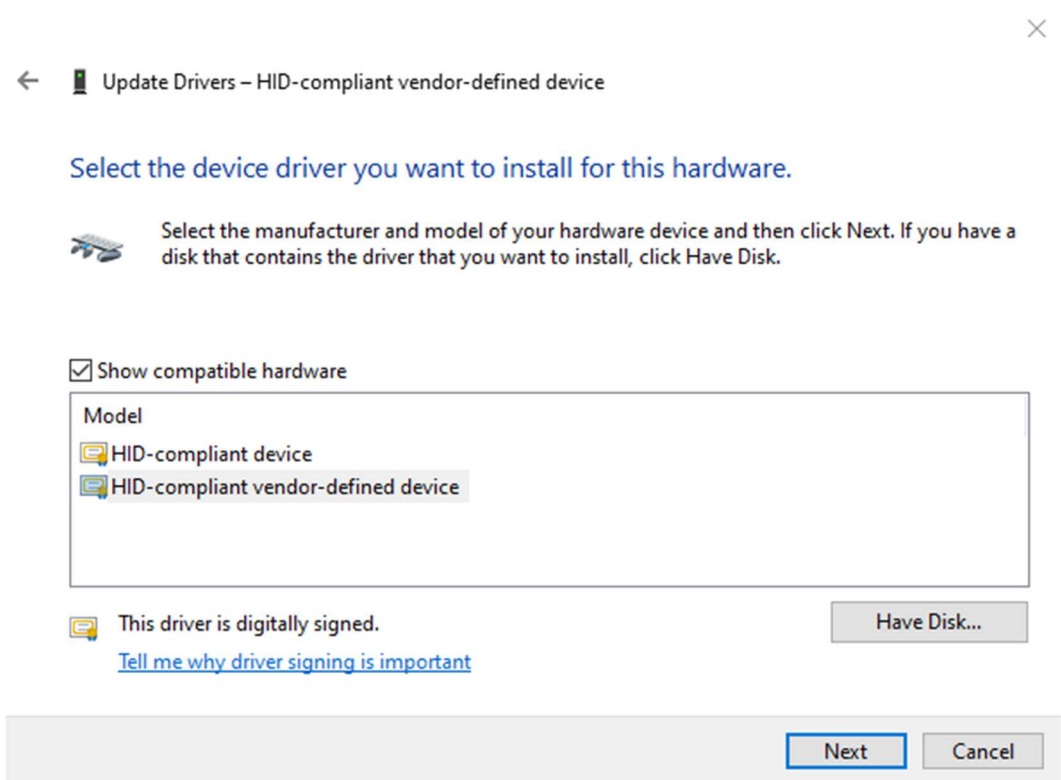 Update Drivers – HID-compliant vendor-defined device
Select the device driver you want to install for this hardware.
Select the manufacturer and model of your hardware device and then click Next. If you have a
disk that contains the driver that you want to install, click Have Disk.
Show compatible hardware
Model
HID-compliant device
HID-compliant vendor-defined device
This driver is digitally signed.
Have Disk...
Tell me why driver signing is important
Next
Cancel